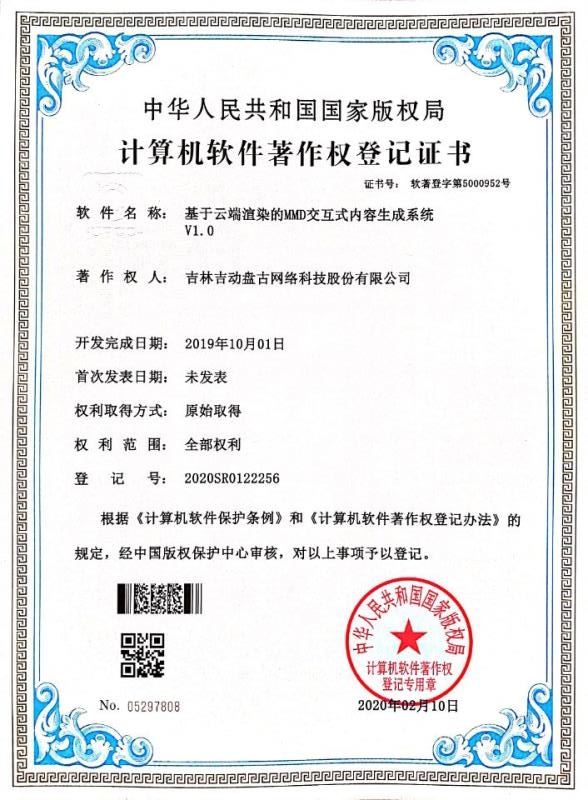 中华人民共和国国家版权局
计算机软件著作权登记证书
证书号： 软著登字第5000952号
软件名称： 基于云端渲染的MMD交互式内容生成系统
V1.0
著作权人： 吉林吉动盘古网络科技股份有限公司
开发完成日期： 2019年10月01日
首次发表日期： 未发表
权利取得方式： 原始取得
权利范围： 全部权利
登记号： 2020SR0122256
根据《计算机软件保护条例》和《计算机软件著作权登记办法》的
规定，经中国版权保护中心审核，对以上事项予以登记。
中华人民共和国国家版权局
计算机软件著作权
登记专用章
No. 05297808
2020年02月10日